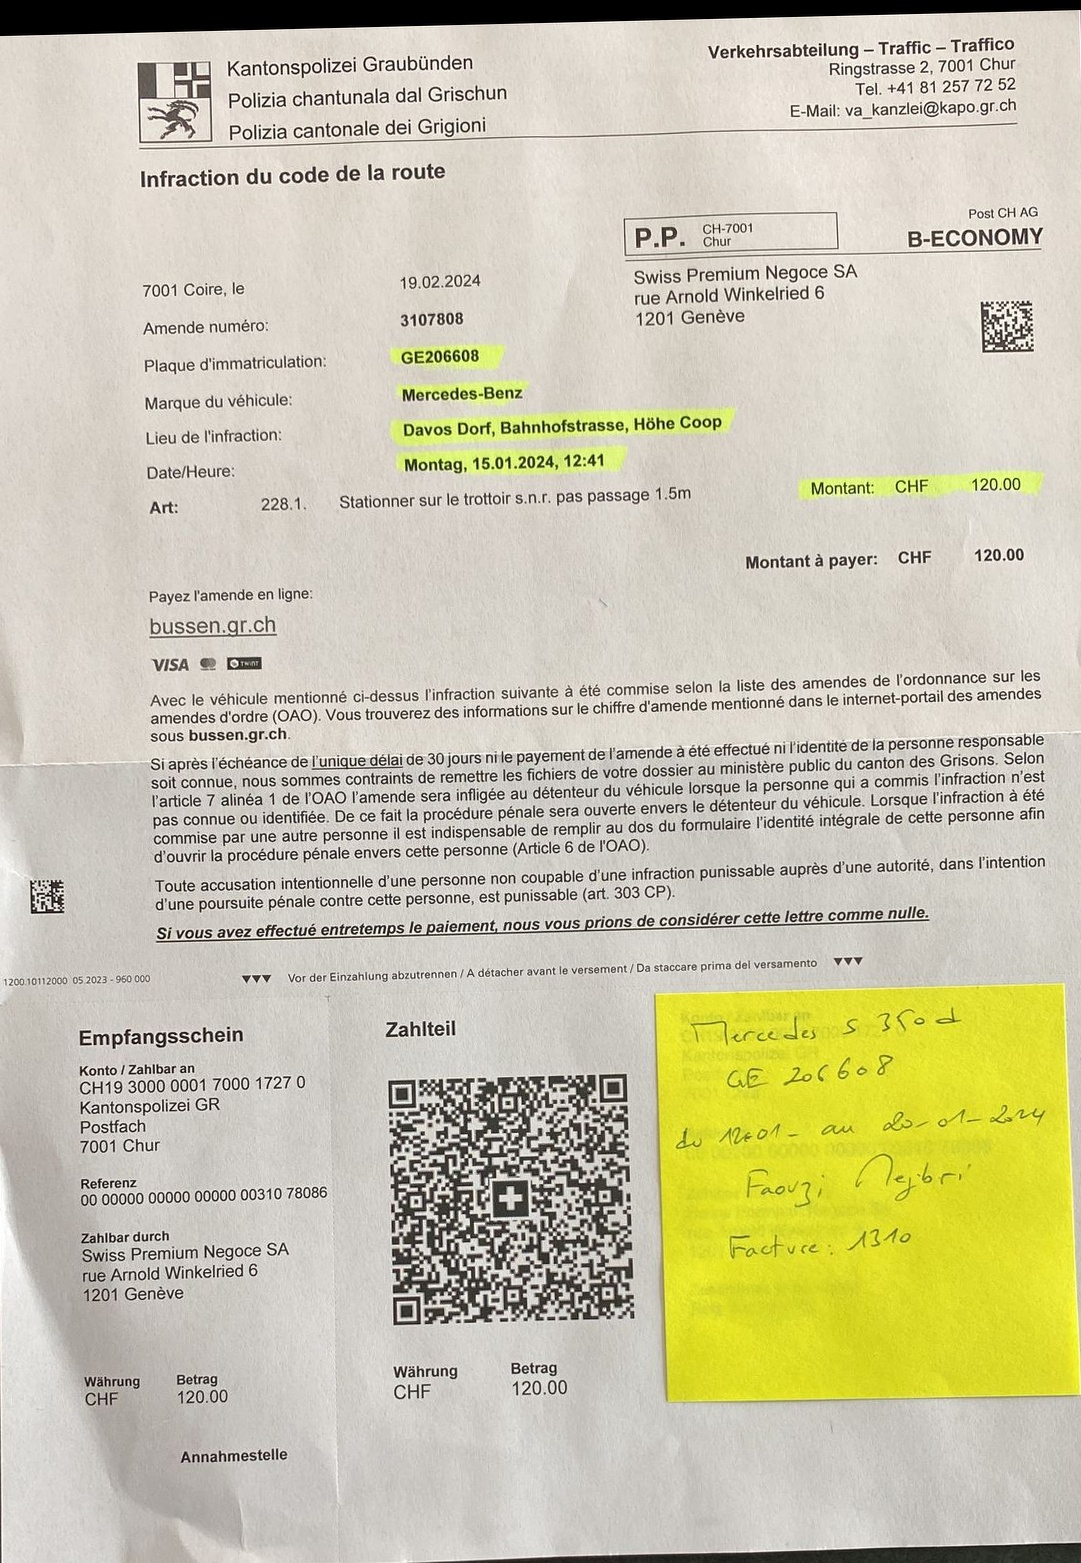 Kantonspolizei Graubünden
Polizia chantunala dal Grischun
Polizia cantonale dei Grigioni
Verkehrsabteilung – Traffic – Traffico
Ringstrasse 2, 7001 Chur
Tel. +41 81 257 72 52
E-Mail: va_kanzlei@kapo.gr.ch
Infraction du code de la route
P.P. CH-7001
Chur
Post CH AG
B-ECONOMY
Swiss Premium Negoce SA
rue Arnold Winkelried 6
1201 Genève
7001 Coire, le 19.02.2024
Amende numéro: 3107808
Plaque d'immatriculation: GE206608
Marque du véhicule: Mercedes-Benz
Lieu de l'infraction: Davos Dorf, Bahnhofstrasse, Höhe Coop
Date/Heure: Montag, 15.01.2024, 12:41
Art: 228.1. Stationner sur le trottoir s.n.r. pas passage 1.5m Montant: CHF 120.00
Montant à payer: CHF 120.00
Payez l'amende en ligne:
bussen.gr.ch
VISA TWINT
Avec le véhicule mentionné ci-dessus l'infraction suivante à été commise selon la liste des amendes de l'ordonnance sur les
amendes d'ordre (OAO). Vous trouverez des informations sur le chiffre d'amende mentionné dans le internet-portail des amendes
sous bussen.gr.ch.
Si après l'échéance de l'unique délai de 30 jours ni le payement de l'amende à été effectué ni l'identité de la personne responsable
soit connue, nous sommes contraints de remettre les fichiers de votre dossier au ministère public du canton des Grisons. Selon
l'article 7 alinéa 1 de l'OAO l'amende sera infligée au détenteur du véhicule lorsque la personne qui a commis l'infraction n'est
pas connue ou identifiée. De ce fait la procédure pénale sera ouverte envers le détenteur du véhicule. Lorsque l'infraction à été
commise par une autre personne il est indispensable de remplir au dos du formulaire l'identité intégrale de cette personne afin
d'ouvrir la procédure pénale envers cette personne (Article 6 de l'OAO).
Toute accusation intentionnelle d'une personne non coupable d'une infraction punissable auprès d'une autorité, dans l'intention
d'une poursuite pénale contre cette personne, est punissable (art. 303 CP).
Si vous avez effectué entretemps le paiement, nous vous prions de considérer cette lettre comme nulle.
1200.10112000 05.2023 - 960 000
▼▼▼ Vor der Einzahlung abzutrennen / A détacher avant le versement / Da staccare prima del versamento ▼▼▼
Empfangsschein
Konto / Zahlbar an
CH19 3000 0001 7000 1727 0
Kantonspolizei GR
Postfach
7001 Chur
Referenz
00 00000 00000 00000 00310 78086
Zahlbar durch
Swiss Premium Negoce SA
rue Arnold Winkelried 6
1201 Genève
Währung Betrag
CHF 120.00
Annahmestelle
Zahlteil
Währung Betrag
CHF 120.00
Mercedes S 350 d
GE 206608
du 12-01- au 20-01-2024
Faouzi Mejbri
Facture: 1310